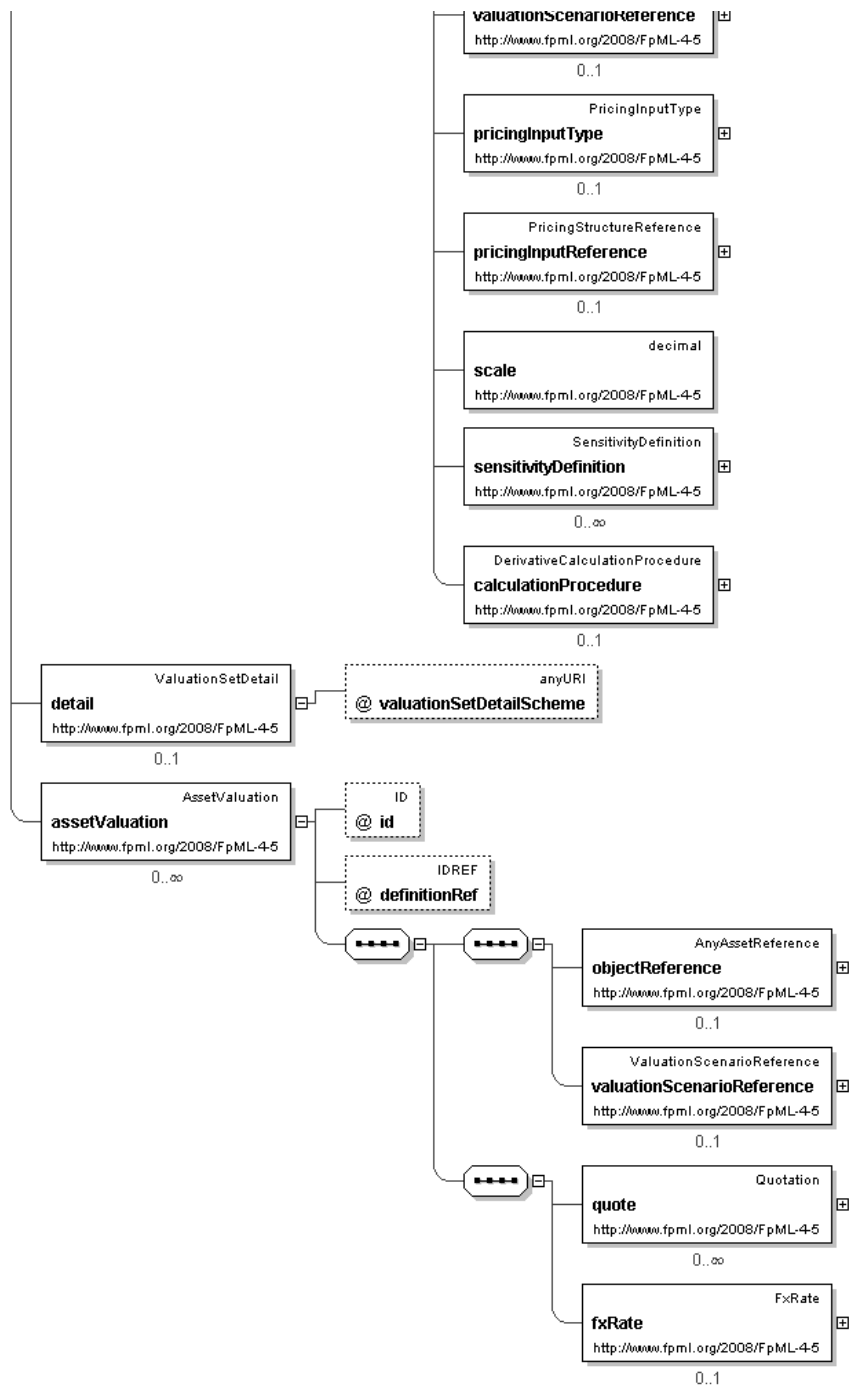 valuationScenarioReference
http://www.fpml.org/2008/FpML-4-5
0..1
PricingInputType
pricingInputType
http://www.fpml.org/2008/FpML-4-5
0..1
PricingStructureReference
pricingInputReference
http://www.fpml.org/2008/FpML-4-5
0..1
decimal
scale
http://www.fpml.org/2008/FpML-4-5
SensitivityDefinition
sensitivityDefinition
http://www.fpml.org/2008/FpML-4-5
0..∞
DerivativeCalculationProcedure
calculationProcedure
http://www.fpml.org/2008/FpML-4-5
0..1
ValuationSetDetail
detail
http://www.fpml.org/2008/FpML-4-5
0..1
anyURI
@ valuationSetDetailScheme
AssetValuation
assetValuation
http://www.fpml.org/2008/FpML-4-5
0..∞
ID
@ id
IDREF
@ definitionRef
AnyAssetReference
objectReference
http://www.fpml.org/2008/FpML-4-5
0..1
ValuationScenarioReference
valuationScenarioReference
http://www.fpml.org/2008/FpML-4-5
0..1
Quotation
quote
http://www.fpml.org/2008/FpML-4-5
0..∞
FxRate
fxRate
http://www.fpml.org/2008/FpML-4-5
0..1